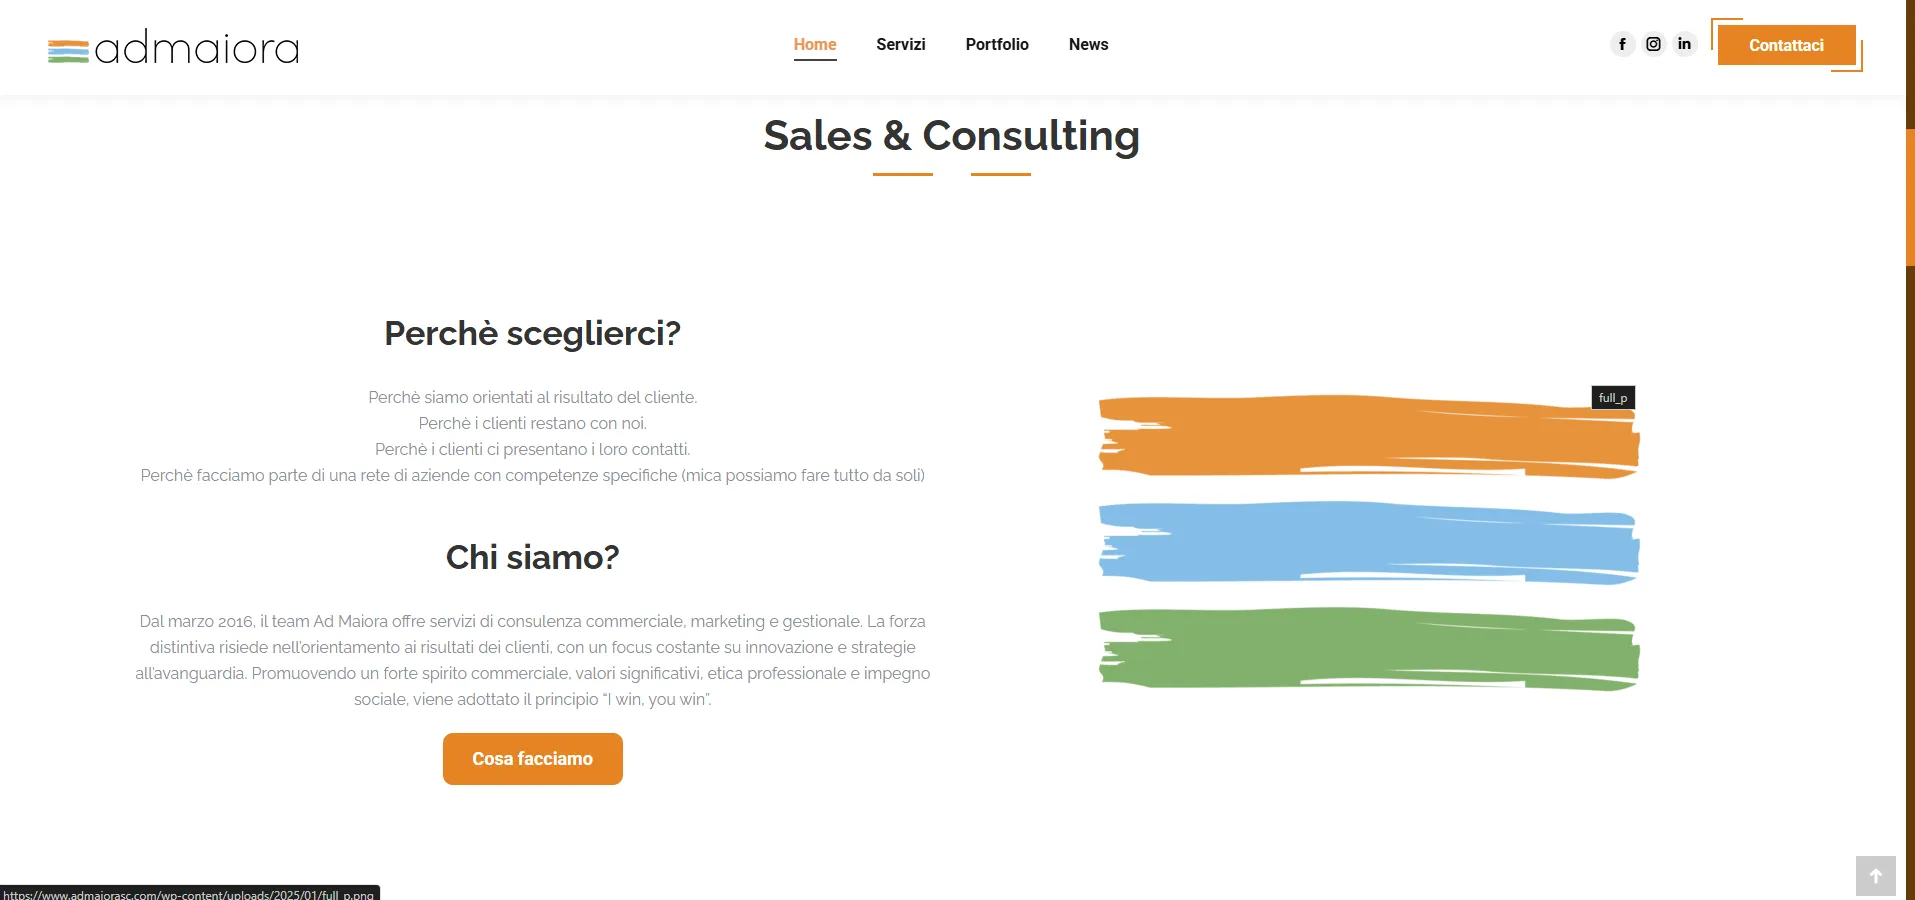 admaiora
Home
Servizi
Portfolio
News
f
in
Contattaci
Sales & Consulting
Perchè sceglierci?
Perchè siamo orientati al risultato del cliente.
Perchè i clienti restano con noi.
Perchè i clienti ci presentano i loro contatti.
Perchè facciamo parte di una rete di aziende con competenze specifiche (mica possiamo fare tutto da soli)
full_p
Chi siamo?
Dal marzo 2016, il team Ad Maiora offre servizi di consulenza commerciale, marketing e gestionale. La forza
distintiva risiede nell'orientamento ai risultati dei clienti, con un focus costante su innovazione e strategie
all'avanguardia. Promuovendo un forte spirito commerciale, valori significativi, etica professionale e impegno
sociale, viene adottato il principio “I win, you win”.
Cosa facciamo
https://www.admaiorasc.com/wp-content/uploads/2025/01/full_p.png